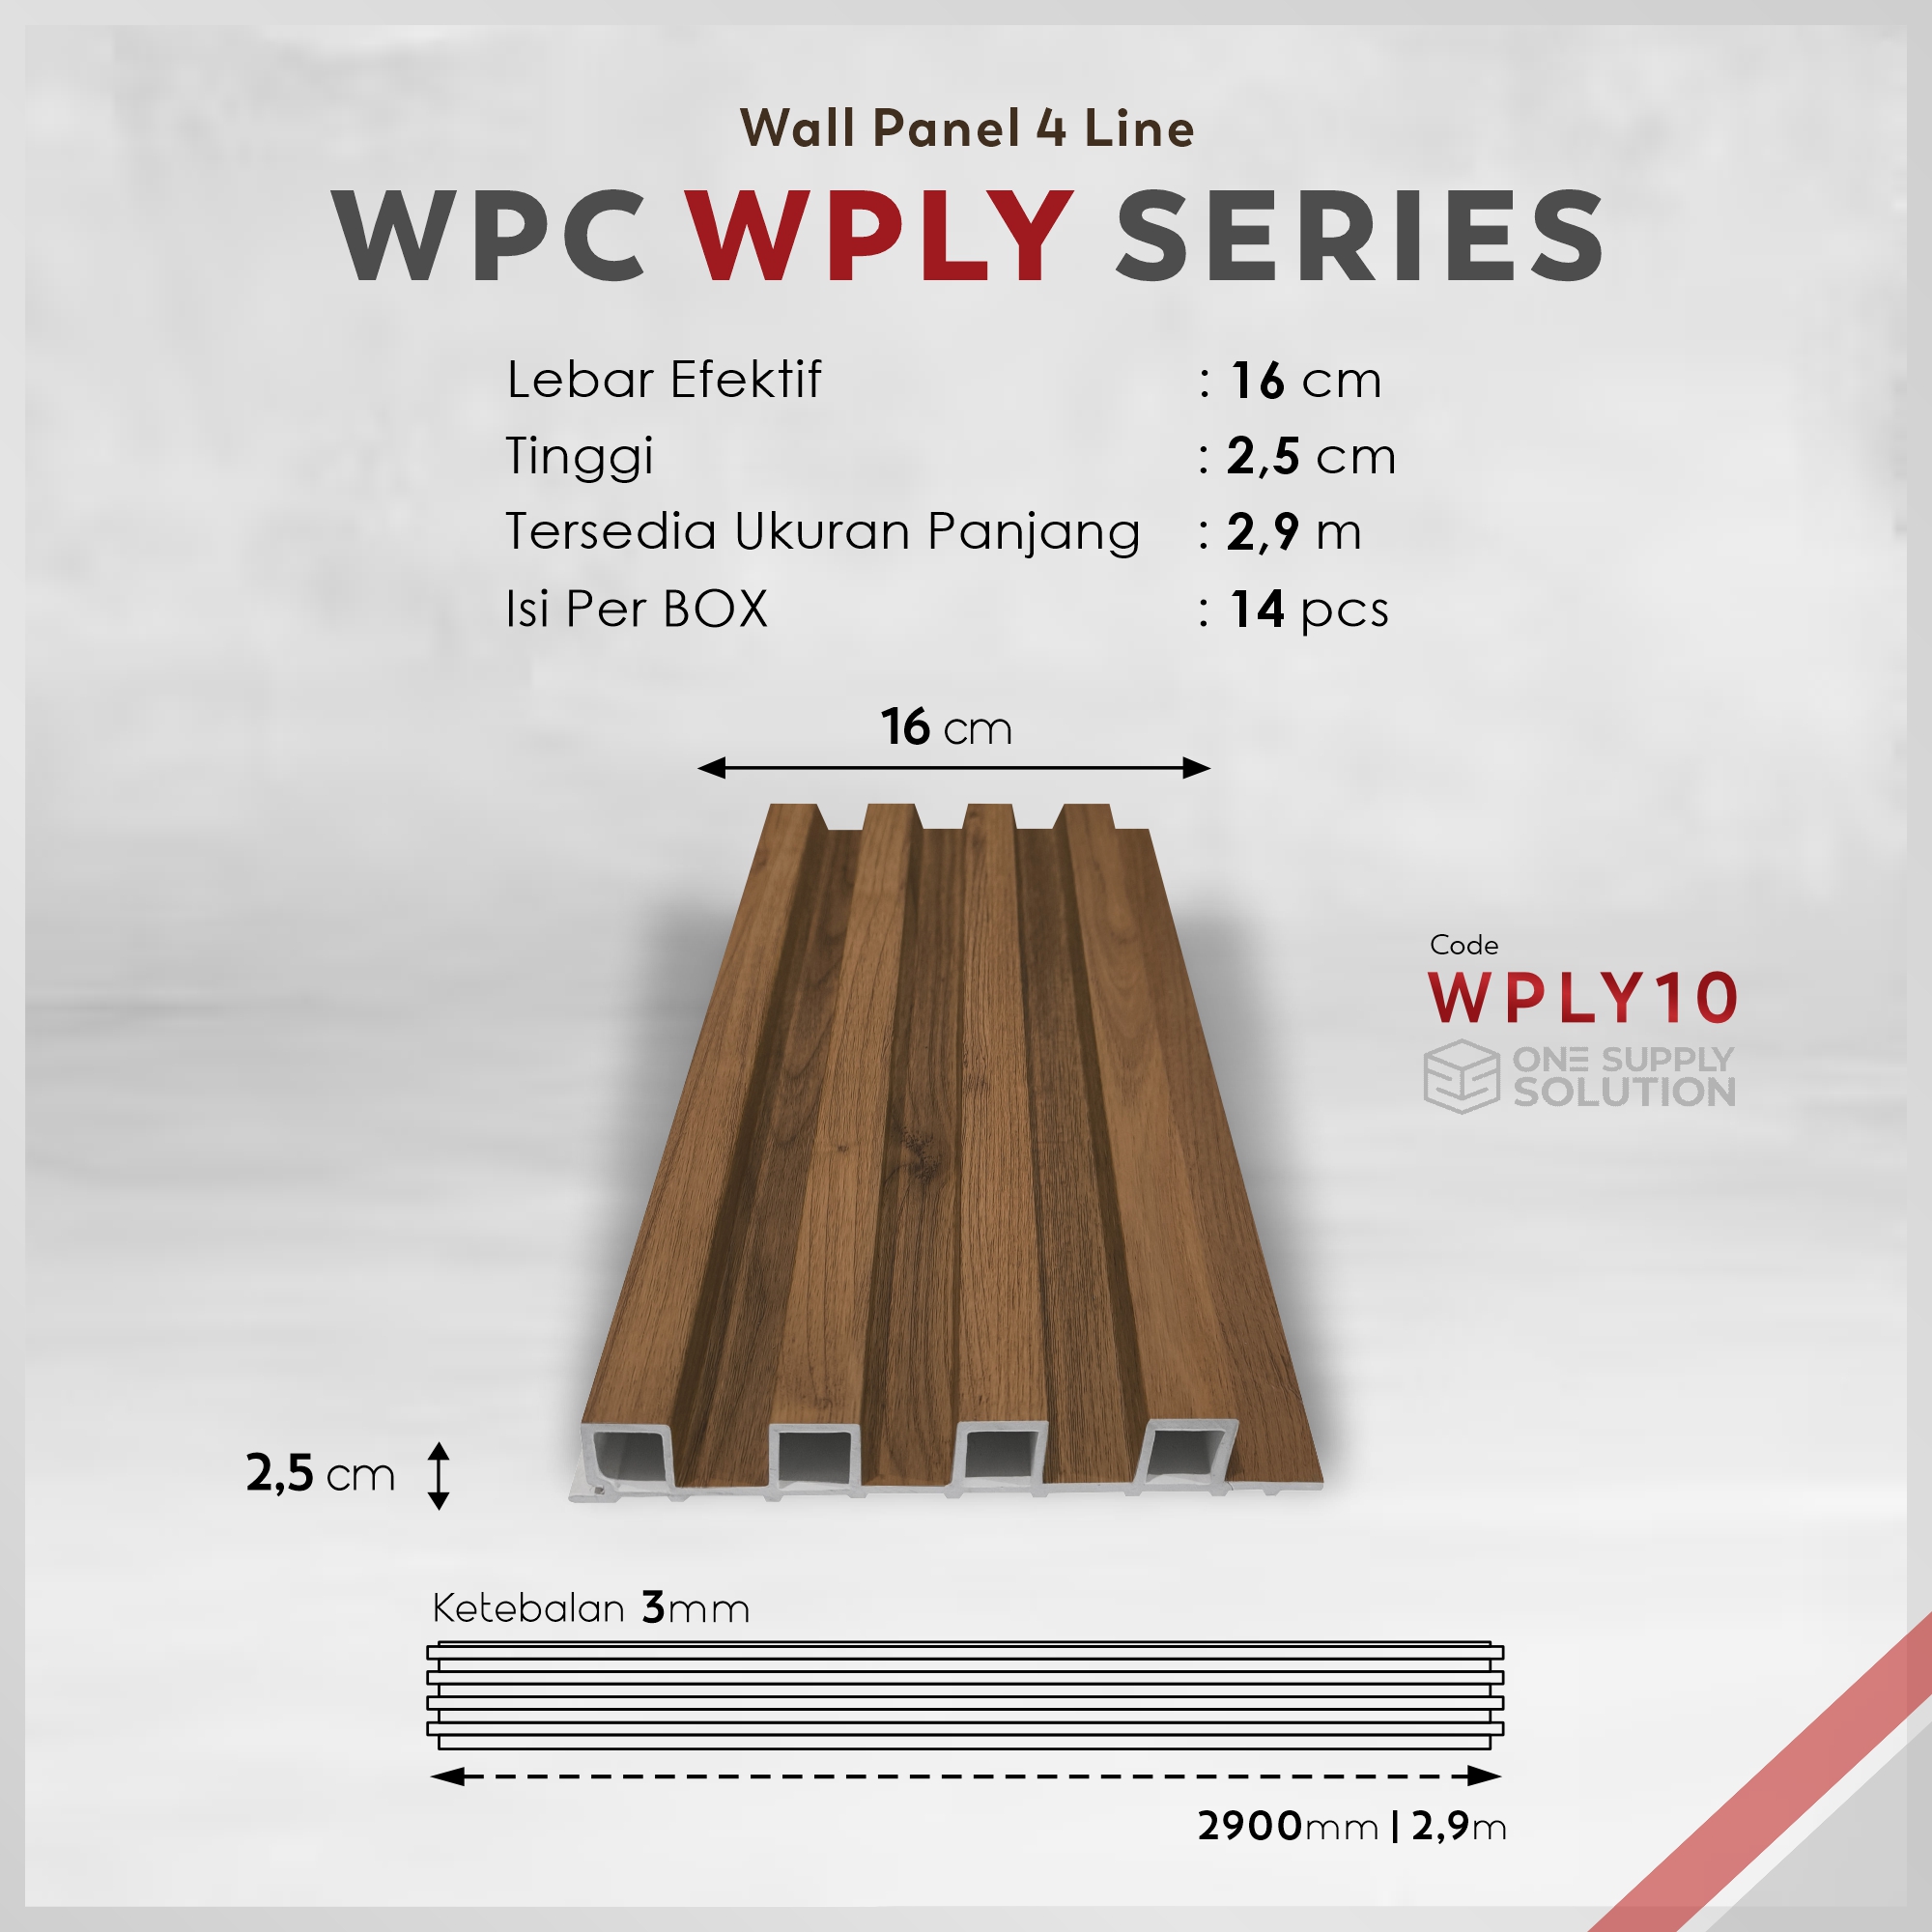 Wall Panel 4 Line
WPC WPLY SERIES
Lebar Efektif : 16 cm
Tinggi : 2,5 cm
Tersedia Ukuran Panjang : 2,9 m
Isi Per BOX : 14 pcs
16 cm
Code
WPLY10
ONE SUPPLY
SOLUTION
2,5 cm
Ketebalan 3mm
2900mm | 2,9m